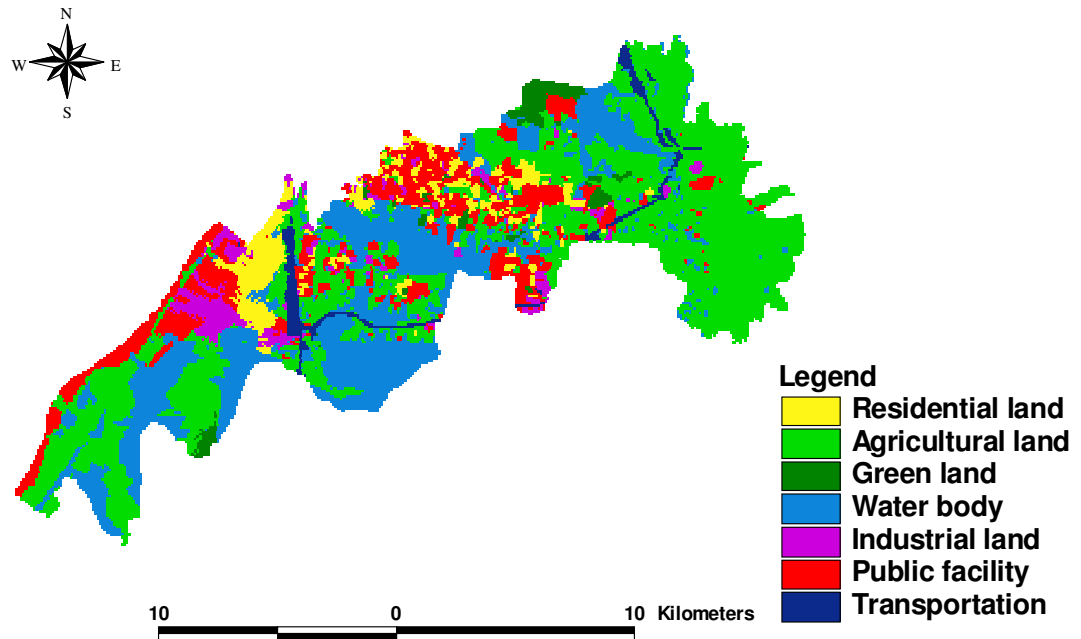 N
W E
S
Legend
Residential land
Agricultural land
Green land
Water body
Industrial land
Public facility
Transportation
10 0 10 Kilometers